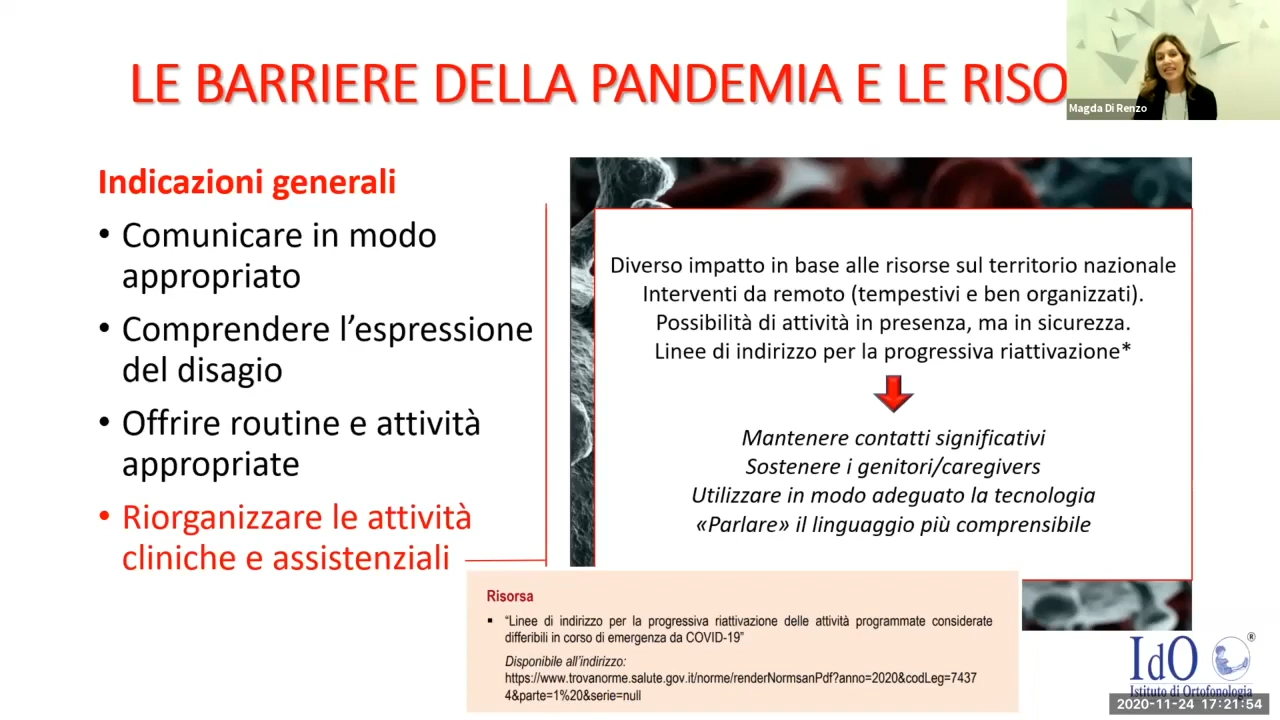 LE BARRIERE DELLA PANDEMIA E LE RISO
Magda Di Renzo
Indicazioni generali
• Comunicare in modo
appropriato
• Comprendere l’espressione
del disagio
• Offrire routine e attività
appropriate
• Riorganizzare le attività
cliniche e assistenziali
Diverso impatto in base alle risorse sul territorio nazionale
Interventi da remoto (tempestivi e ben organizzati).
Possibilità di attività in presenza, ma in sicurezza.
Linee di indirizzo per la progressiva riattivazione*
Mantenere contatti significativi
Sostenere i genitori/caregivers
Utilizzare in modo adeguato la tecnologia
«Parlare» il linguaggio più comprensibile
Risorsa
▪ “Linee di indirizzo per la progressiva riattivazione delle attività programmate considerate
differibili in corso di emergenza da COVID-19”
Disponibile all’indirizzo:
https://www.trovanorme.salute.gov.it/norme/renderNormsanPdf?anno=2020&codLeg=7437
4&parte=1%20&serie=null
IdO ®
Istituto di Ortofonologia
2020-11-24 17:21:54